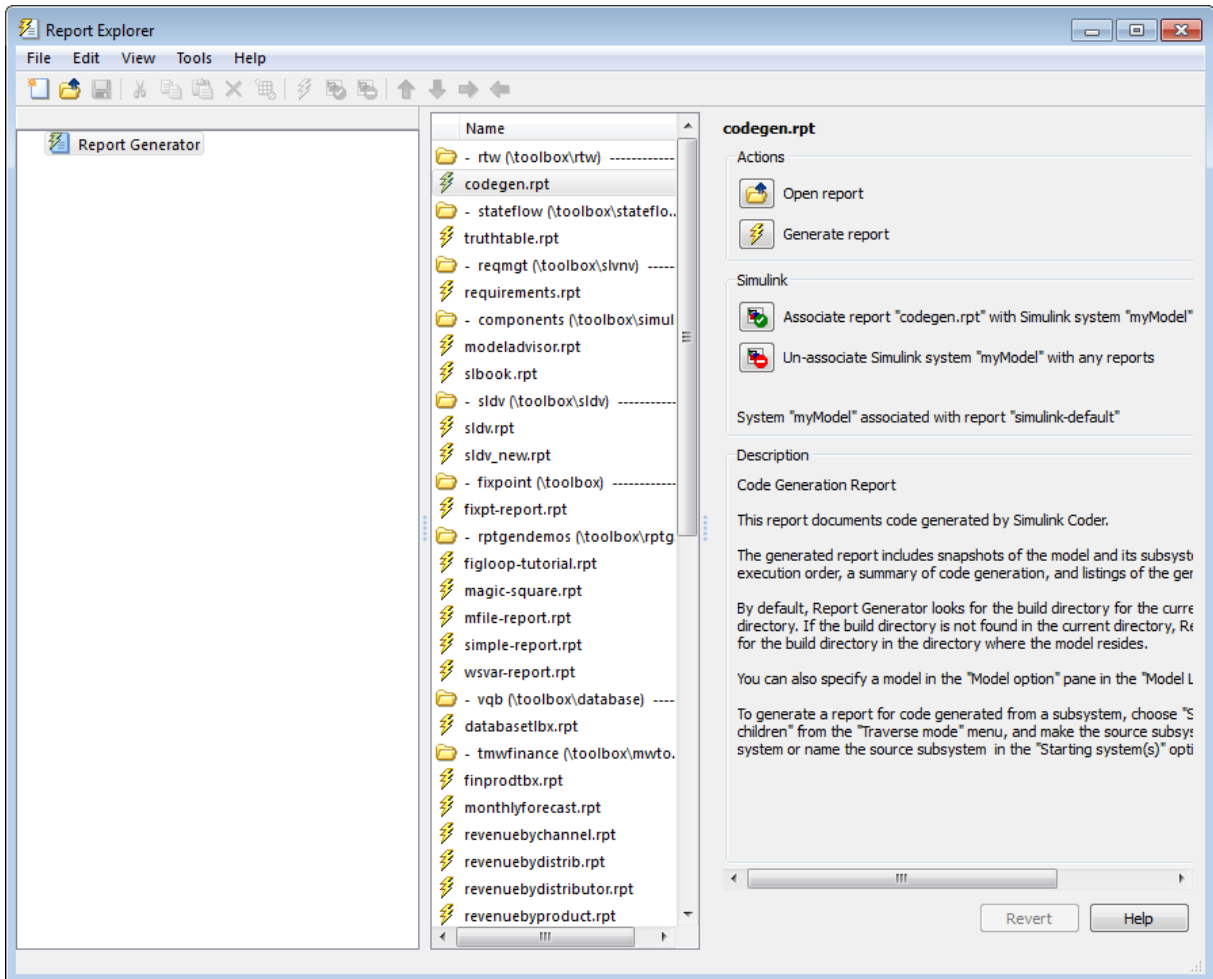 Report Explorer
File Edit View Tools Help
Report Generator
Name
- rtw (\toolbox\rtw) ------------
codegen.rpt
- stateflow (\toolbox\stateflo..
truthtable.rpt
- reqmgt (\toolbox\slvnv) -----
requirements.rpt
- components (\toolbox\simul
modeladvisor.rpt
slbook.rpt
- sldv (\toolbox\sldv) -----------
sldv.rpt
sldv_new.rpt
- fixpoint (\toolbox) ------------
fixpt-report.rpt
- rptgendemos (\toolbox\rptg
figloop-tutorial.rpt
magic-square.rpt
mfile-report.rpt
simple-report.rpt
wsvar-report.rpt
- vqb (\toolbox\database) ----
databasetlbx.rpt
- tmwfinance (\toolbox\mwto.
finprodtbx.rpt
monthlyforecast.rpt
revenuebychannel.rpt
revenuebydistrib.rpt
revenuebydistributor.rpt
revenuebyproduct.rpt
codegen.rpt
Actions
Open report
Generate report
Simulink
Associate report "codegen.rpt" with Simulink system "myModel"
Un-associate Simulink system "myModel" with any reports
System "myModel" associated with report "simulink-default"
Description
Code Generation Report
This report documents code generated by Simulink Coder.
The generated report includes snapshots of the model and its subsyst
execution order, a summary of code generation, and listings of the ger
By default, Report Generator looks for the build directory for the curre
directory. If the build directory is not found in the current directory, Re
for the build directory in the directory where the model resides.
You can also specify a model in the "Model option" pane in the "Model L
To generate a report for code generated from a subsystem, choose "S
children" from the "Traverse mode" menu, and make the source subsys
system or name the source subsystem in the "Starting system(s)" opti
Revert Help